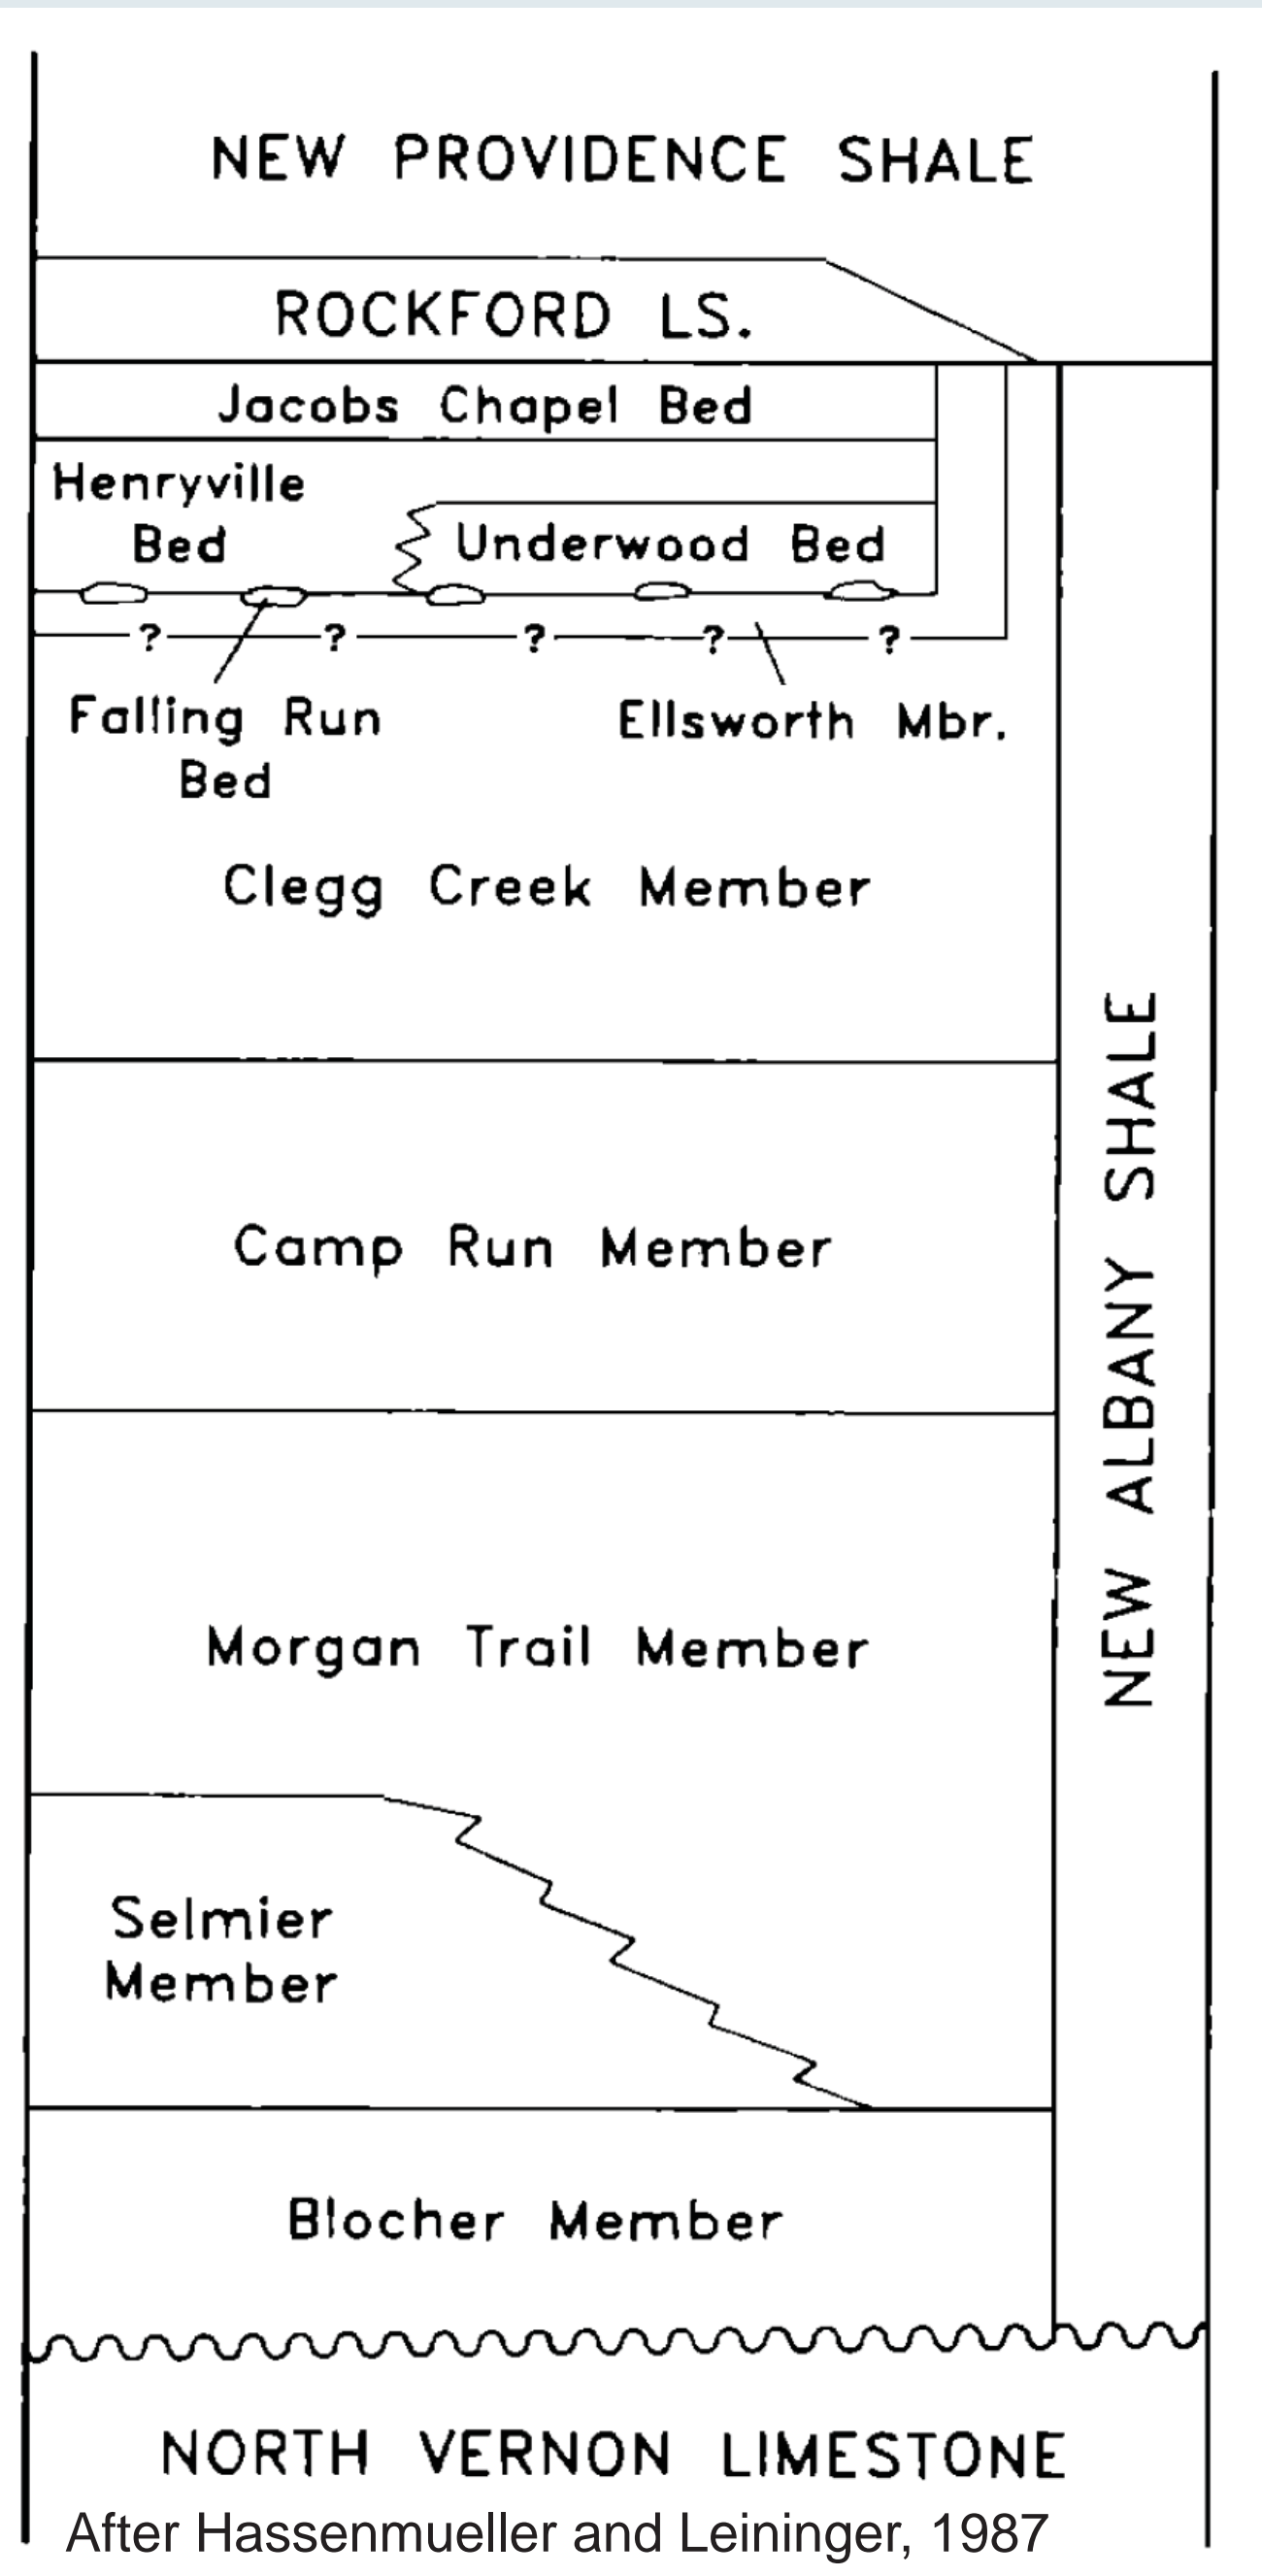 NEW PROVIDENCE SHALE
ROCKFORD LS.
Jacobs Chapel Bed
Henryville
Bed
Underwood Bed
? ? ? ? ?
Falling Run
Bed
Ellsworth Mbr.
Clegg Creek Member
Camp Run Member
Morgan Trail Member
Selmier
Member
Blocher Member
NEW ALBANY SHALE
NORTH VERNON LIMESTONE
After Hassenmueller and Leininger, 1987